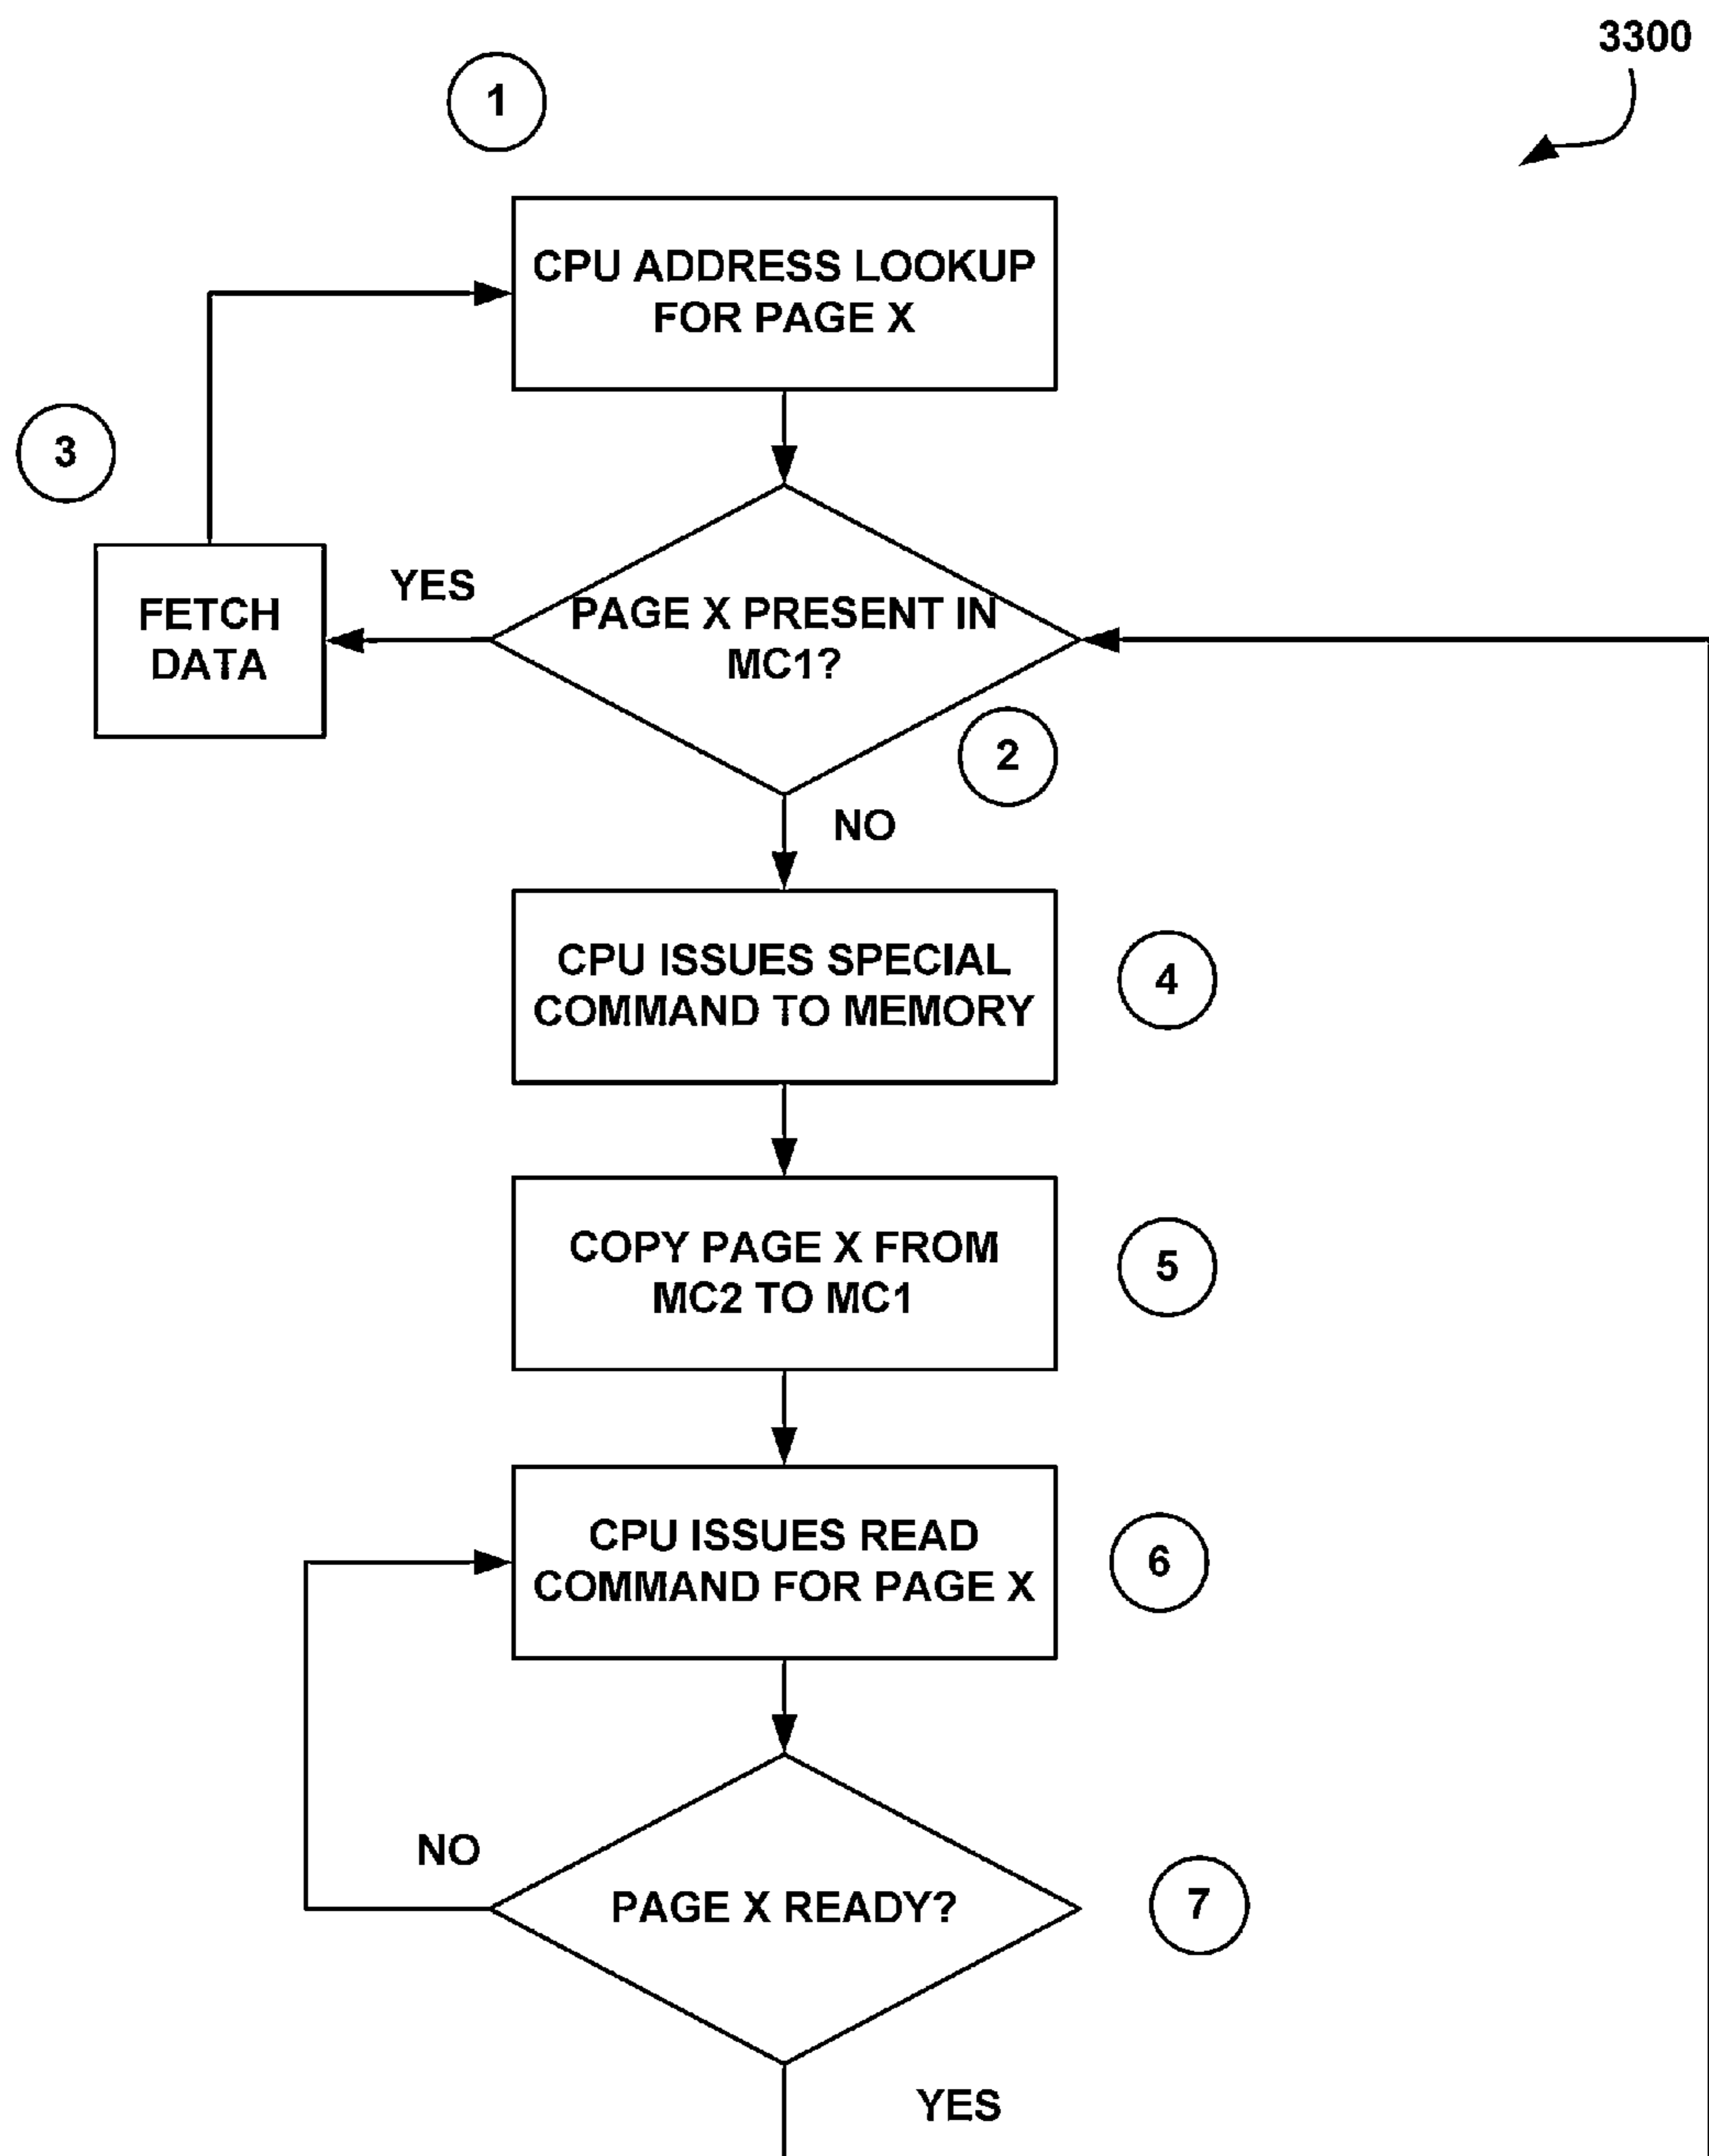 3300
1
CPU ADDRESS LOOKUP
FOR PAGE X
3
YES
FETCH
DATA
PAGE X PRESENT IN
MC1?
2
NO
CPU ISSUES SPECIAL
COMMAND TO MEMORY
4
COPY PAGE X FROM
MC2 TO MC1
5
CPU ISSUES READ
COMMAND FOR PAGE X
6
NO
PAGE X READY?
7
YES